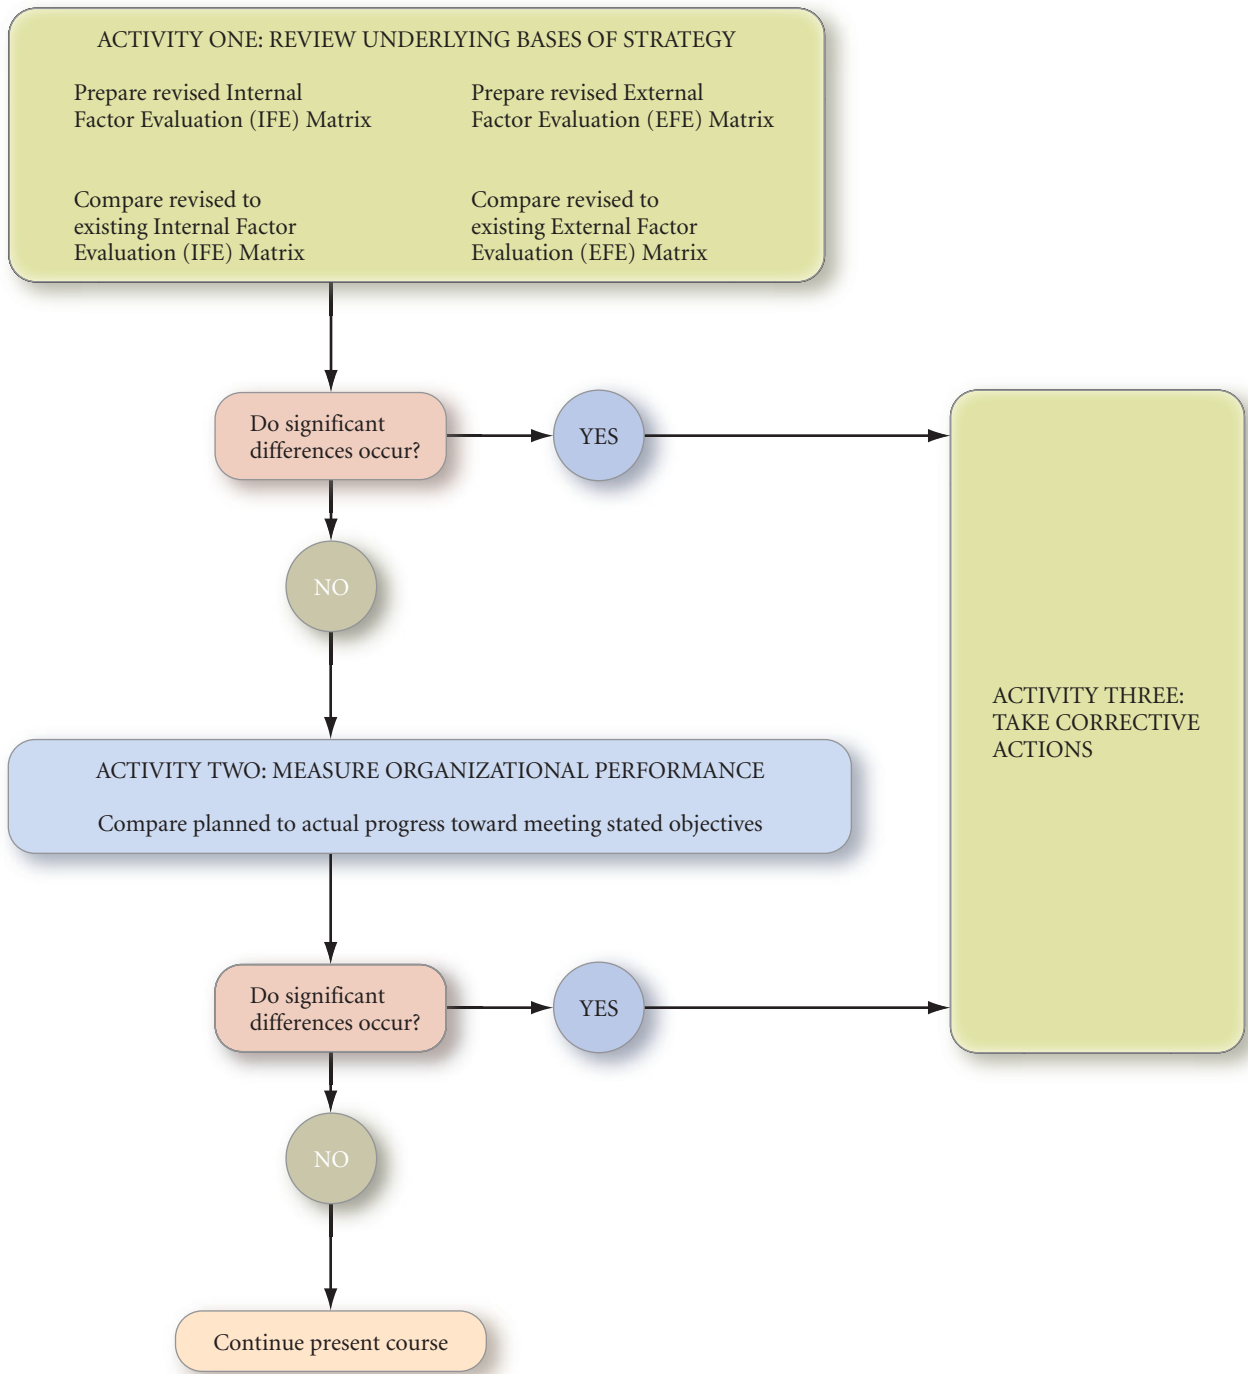 ACTIVITY ONE: REVIEW UNDERLYING BASES OF STRATEGY
Prepare revised Internal
Factor Evaluation (IFE) Matrix
Prepare revised External
Factor Evaluation (EFE) Matrix
Compare revised to
existing Internal Factor
Evaluation (IFE) Matrix
Compare revised to
existing External Factor
Evaluation (EFE) Matrix
Do significant
differences occur?
YES
NO
ACTIVITY THREE:
TAKE CORRECTIVE
ACTIONS
ACTIVITY TWO: MEASURE ORGANIZATIONAL PERFORMANCE
Compare planned to actual progress toward meeting stated objectives
Do significant
differences occur?
YES
NO
Continue present course